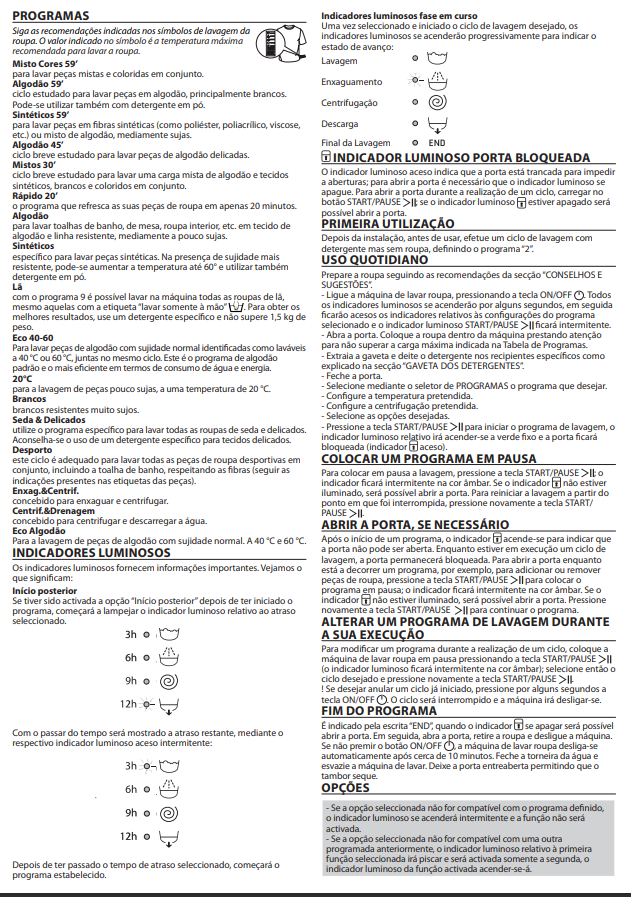 PROGRAMAS
Siga as recomendações indicadas nos símbolos de lavagem da
roupa. O valor indicado no símbolo é a temperatura máxima
recomendada para lavar a roupa.
Misto Cores 59’
para lavar peças mistas e coloridas em conjunto.
Algodão 59’
ciclo estudado para lavar peças em algodão, principalmente brancos.
Pode-se utilizar também com detergente em pó.
Sintéticos 59’
para lavar peças em fibras sintéticas (como poliéster, poliacrílico, viscose,
etc.) ou misto de algodão, mediamente sujas.
Algodão 45’
ciclo breve estudado para lavar peças de algodão delicadas.
Mistos 30’
ciclo breve estudado para lavar uma carga mista de algodão e tecidos
sintéticos, brancos e coloridos em conjunto.
Rápido 20’
o programa que refresca as suas peças de roupa em apenas 20 minutos.
Algodão
para lavar toalhas de banho, de mesa, roupa interior, etc. em tecido de
algodão e linha resistente, mediamente a pouco sujas.
Sintéticos
específico para lavar peças sintéticas. Na presença de sujidade mais
resistente, pode-se aumentar a temperatura até 60° e utilizar também
detergente em pó.
Lã
com o programa 9 é possível lavar na máquina todas as roupas de lã,
mesmo aquelas com a etiqueta “lavar somente à mão” . Para obter os
melhores resultados, use um detergente específico e não supere 1,5 kg de
peso.
Eco 40-60
Para lavar peças de algodão com sujidade normal identificadas como laváveis
a 40 °C ou 60 °C, juntas no mesmo ciclo. Este é o programa de algodão
padrão e o mais eficiente em termos de consumo de água e energia.
20°C
para a lavagem de peças pouco sujas, a uma temperatura de 20 °C.
Brancos
brancos resistentes muito sujos.
Seda & Delicados
utilize o programa específico para lavar todas as roupas de seda e delicados.
Aconselha-se o uso de um detergente específico para tecidos delicados.
Desporto
este ciclo é adequado para lavar todas as peças de roupa desportivas em
conjunto, incluindo a toalha de banho, respeitando as fibras (seguir as
indicações presentes nas etiquetas das peças).
Enxag.&Centrif.
concebido para enxaguar e centrifugar.
Centrif.&Drenagem
concebido para centrifugar e descarregar a água.
Eco Algodão
Para a lavagem de peças de algodão com sujidade normal. A 40 °C e 60 °C.
INDICADORES LUMINOSOS
Os indicadores luminosos fornecem informações importantes. Vejamos o
que significam:
Início posterior
Se tiver sido activada a opção “Início posterior” depois de ter iniciado o
programa, começará a lampejar o indicador luminoso relativo ao atraso
seleccionado.
3h
6h
9h
12h
Com o passar do tempo será mostrado a atraso restante, mediante o
respectivo indicador luminoso aceso intermitente:
3h
6h
9h
12h
Depois de ter passado o tempo de atraso seleccionado, começará o
programa estabelecido.
Indicadores luminosos fase em curso
Uma vez seleccionado e iniciado o ciclo de lavagem desejado, os
indicadores luminosos se acenderão progressivamente para indicar o
estado de avanço:
Lavagem
Enxaguamento
Centrifugação
Descarga
Final da Lavagem END
INDICADOR LUMINOSO PORTA BLOQUEADA
O indicador luminoso aceso indica que a porta está trancada para impedir
a aberturas; para abrir a porta é necessário que o indicador luminoso se
apague. Para abrir a porta durante a realização de um ciclo, carregar no
botão START/PAUSE ; se o indicador luminoso estiver apagado será
possível abrir a porta.
PRIMEIRA UTILIZAÇÃO
Depois da instalação, antes de usar, efetue um ciclo de lavagem com
detergente mas sem roupa, definindo o programa “2”.
USO QUOTIDIANO
Prepare a roupa seguindo as recomendações da secção “CONSELHOS E
SUGESTÕES”.
- Ligue a máquina de lavar roupa, pressionando a tecla ON/OFF . Todos
os indicadores luminosos se acenderão por alguns segundos, em seguida
ficarão acesos os indicadores relativos às configurações do programa
selecionado e o indicador luminoso START/PAUSE ficará intermitente.
- Abra a porta. Coloque a roupa dentro da máquina prestando atenção
para não superar a carga máxima indicada na Tabela de Programas.
- Extraia a gaveta e deite o detergente nos recipientes específicos como
explicado na secção “GAVETA DOS DETERGENTES”.
- Feche a porta.
- Selecione mediante o seletor de PROGRAMAS o programa que desejar.
- Configure a temperatura pretendida.
- Configure a centrifugação pretendida.
- Selecione as opções desejadas.
- Pressione a tecla START/PAUSE para iniciar o programa de lavagem, o
indicador luminoso relativo irá acender-se a verde fixo e a porta ficará
bloqueada (indicador aceso).
COLOCAR UM PROGRAMA EM PAUSA
Para colocar em pausa a lavagem, pressione a tecla START/PAUSE ; o
indicador ficará intermitente na cor âmbar. Se o indicador não estiver
iluminado, será possível abrir a porta. Para reiniciar a lavagem a partir do
ponto em que foi interrompida, pressione novamente a tecla START/
PAUSE .
ABRIR A PORTA, SE NECESSÁRIO
Após o início de um programa, o indicador acende-se para indicar que
a porta não pode ser aberta. Enquanto estiver em execução um ciclo de
lavagem, a porta permanecerá bloqueada. Para abrir a porta enquanto
está a decorrer um programa, por exemplo, para adicionar ou remover
peças de roupa, pressione a tecla START/PAUSE para colocar o
programa em pausa; o indicador ficará intermitente na cor âmbar. Se o
indicador não estiver iluminado, será possível abrir a porta. Pressione
novamente a tecla START/PAUSE para continuar o programa.
ALTERAR UM PROGRAMA DE LAVAGEM DURANTE
A SUA EXECUÇÃO
Para modificar um programa durante a realização de um ciclo, coloque a
máquina de lavar roupa em pausa pressionando a tecla START/PAUSE
(o indicador luminoso ficará intermitente na cor âmbar); selecione então o
ciclo desejado e pressione novamente a tecla START/PAUSE .
! Se desejar anular um ciclo já iniciado, pressione por alguns segundos a
tecla ON/OFF . O ciclo será interrompido e a máquina irá desligar-se.
FIM DO PROGRAMA
É indicado pela escrita “END”, quando o indicador se apagar será possível
abrir a porta. Em seguida, abra a porta, retire a roupa e desligue a máquina.
Se não premir o botão ON/OFF , a máquina de lavar roupa desliga-se
automaticamente após cerca de 10 minutos. Feche a torneira da água e
esvazie a máquina de lavar. Deixe a porta entreaberta permitindo que o
tambor seque.
OPÇÕES
- Se a opção seleccionada não for compatível com o programa definido,
o indicador luminoso se acenderá intermitente e a função não será
activada.
- Se a opção seleccionada não for compatível com uma outra
programada anteriormente, o indicador luminoso relativo à primeira
função seleccionada irá piscar e será activada somente a segunda, o
indicador luminoso da função activada acender-se-á.